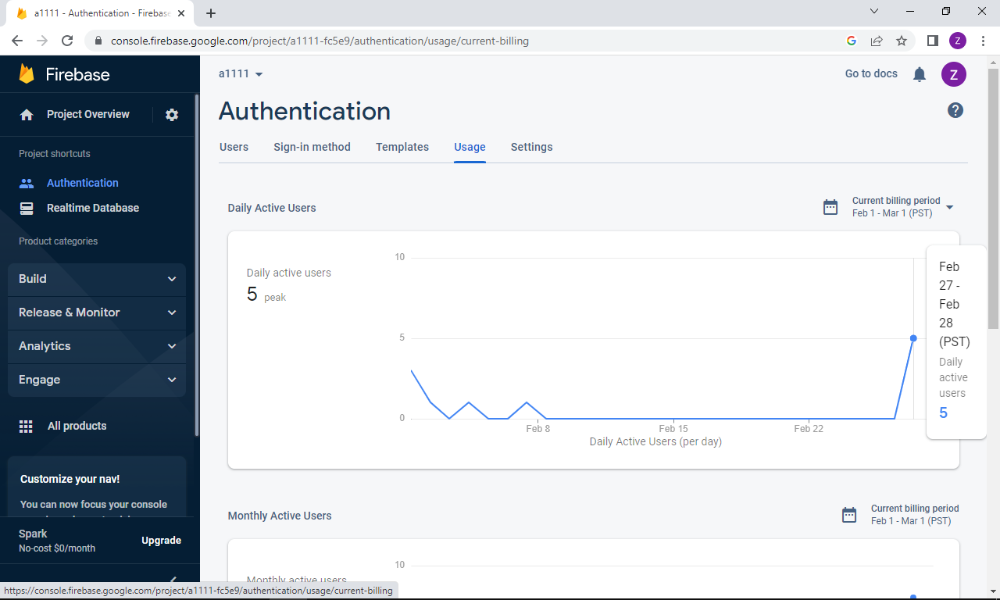 a1111 - Authentication - Firebase
console.firebase.google.com/project/a1111-fc5e9/authentication/usage/current-billing
G
Z
Firebase
Project Overview
Project shortcuts
Authentication
Realtime Database
Product categories
Build
Release & Monitor
Analytics
Engage
All products
Customize your nav!
You can now focus your console
Spark
No-cost $0/month
Upgrade
a1111
Go to docs
Z
Authentication
?
Users
Sign-in method
Templates
Usage
Settings
Daily Active Users
Current billing period
Feb 1 - Mar 1 (PST)
Daily active users
5 peak
10
5
0
Feb 8
Feb 15
Feb 22
Daily Active Users (per day)
Feb
27 -
Feb
28
(PST)
Daily
active
users
5
Monthly Active Users
Current billing period
Feb 1 - Mar 1 (PST)
Monthly active users
10
https://console.firebase.google.com/project/a1111-fc5e9/authentication/usage/current-billing